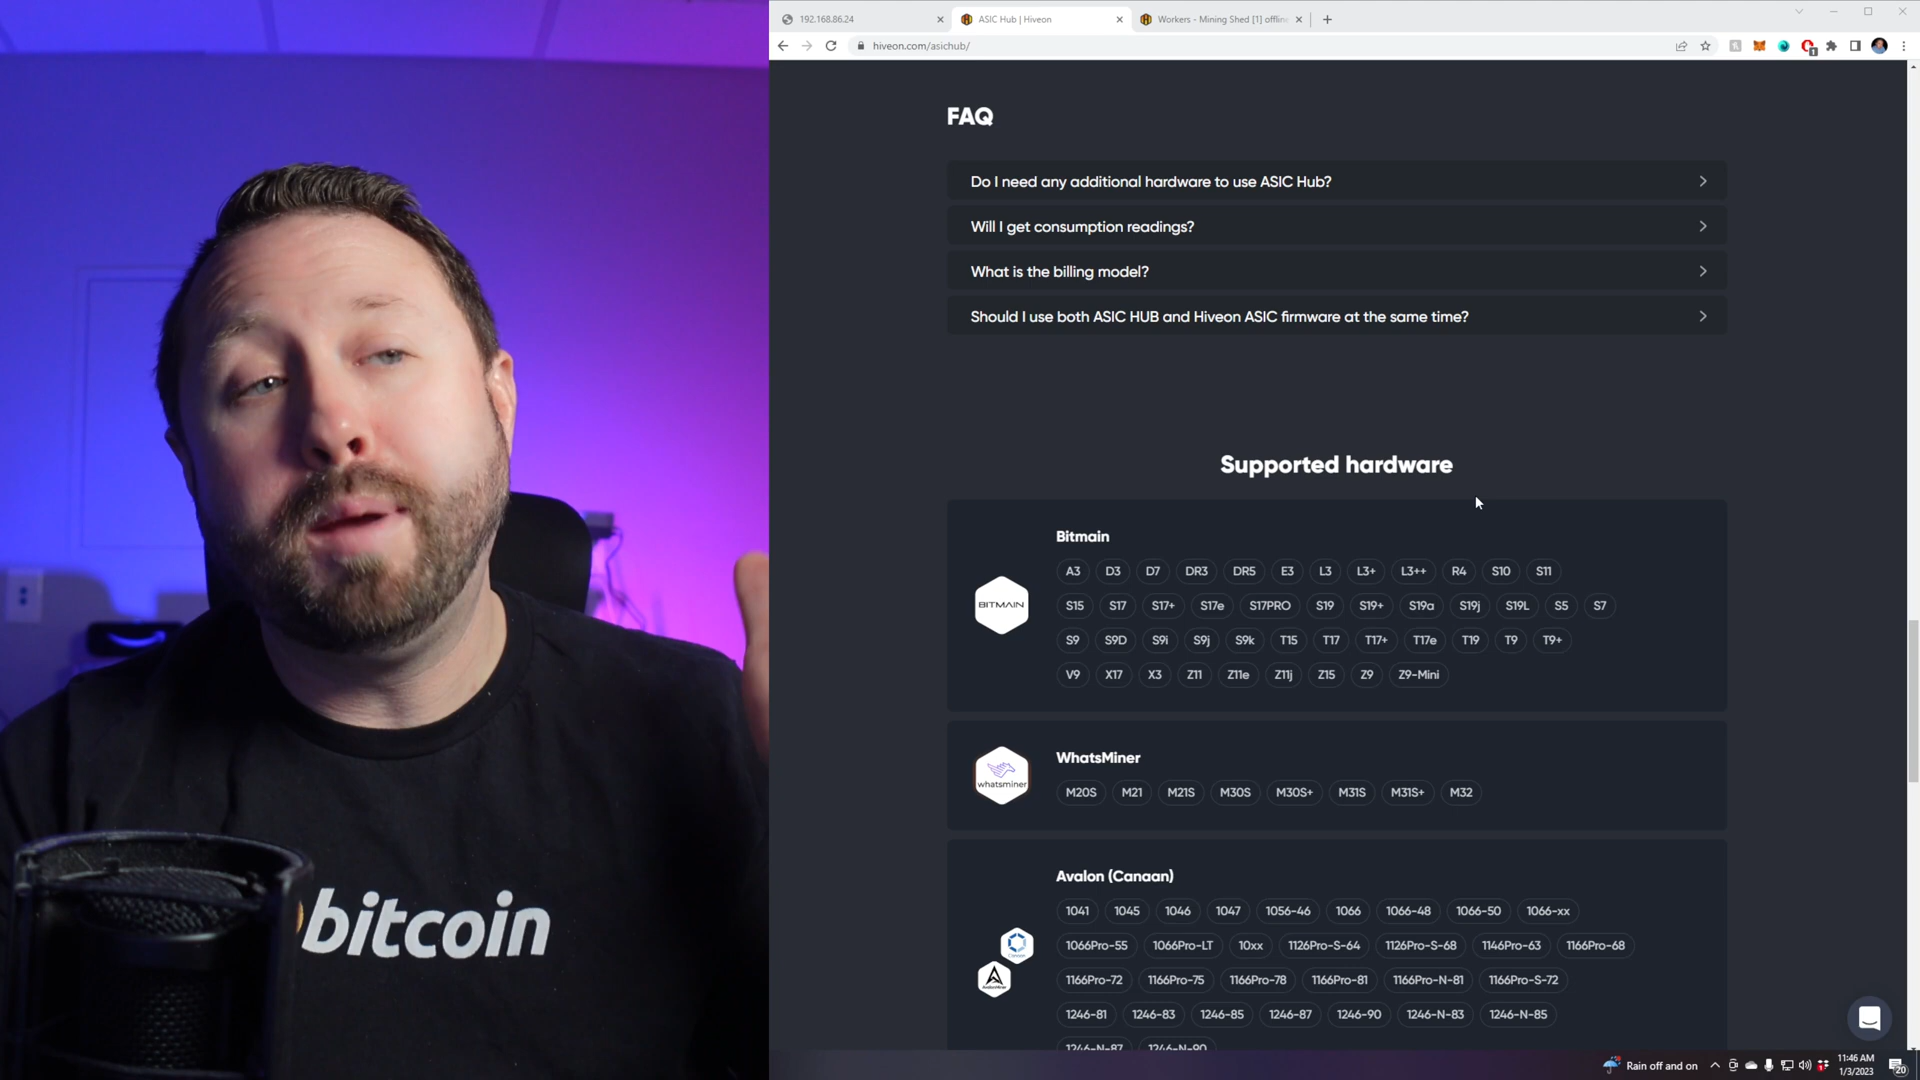 192.168.86.24
ASIC Hub | Hiveon
Workers - Mining Shed [1] offlin
hiveon.com/asichub/
FAQ
Do I need any additional hardware to use ASIC Hub?
Will I get consumption readings?
What is the billing model?
Should I use both ASIC HUB and Hiveon ASIC firmware at the same time?
Supported hardware
Bitmain
BITMAIN
A3 D3 D7 DR3 DR5 E3 L3 L3+ L3++ R4 S10 S11
S15 S17 S17+ S17e S17PRO S19 S19+ S19a S19j S19L S5 S7
S9 S9D S9i S9j S9k T15 T17 T17+ T17e T19 T9 T9+
V9 X17 X3 Z11 Z11e Z11j Z15 Z9 Z9-Mini
WhatsMiner
whatsminer
M20S M21 M21S M30S M30S+ M31S M31S+ M32
Avalon (Canaan)
1041 1045 1046 1047 1056-46 1066 1066-48 1066-50 1066-xx
1066Pro-55 1066Pro-LT 10xx 1126Pro-S-64 1126Pro-S-68 1146Pro-63 1166Pro-68
1166Pro-72 1166Pro-75 1166Pro-78 1166Pro-81 1166Pro-N-81 1166Pro-S-72
1246-81 1246-83 1246-85 1246-87 1246-90 1246-N-83 1246-N-85
1246-N-87 1246-N-90
bitcoin
Rain off and on
11:46 AM
1/3/2023
20